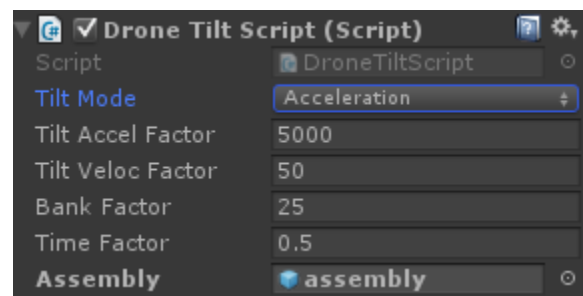 Drone Tilt Script (Script)
Script DroneTiltScript
Tilt Mode Acceleration
Tilt Accel Factor 5000
Tilt Veloc Factor 50
Bank Factor 25
Time Factor 0.5
Assembly assembly